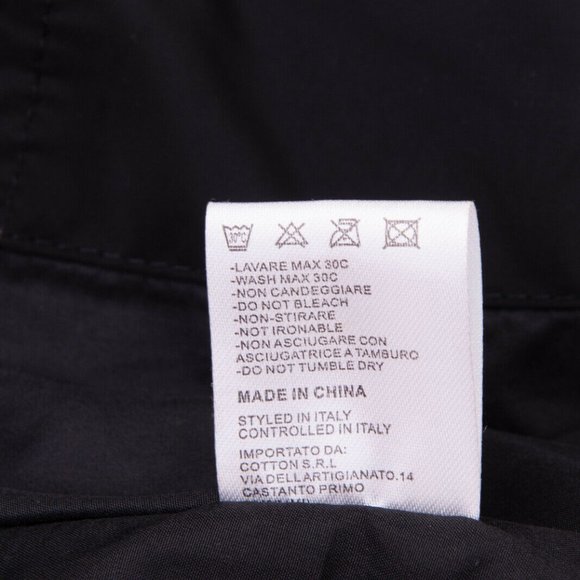 30°C
-LAVARE MAX 30C
-WASH MAX 30C
-NON CANDEGGIARE
-DO NOT BLEACH
-NON-STIRARE
-NOT IRONABLE
-NON ASCIUGARE CON
ASCIUGATRICE A TAMBURO
-DO NOT TUMBLE DRY
MADE IN CHINA
STYLED IN ITALY
CONTROLLED IN ITALY
IMPORTATO DA:
COTTON S.R.L
VIA DELL'ARTIGIANATO.14
CASTANTO PRIMO